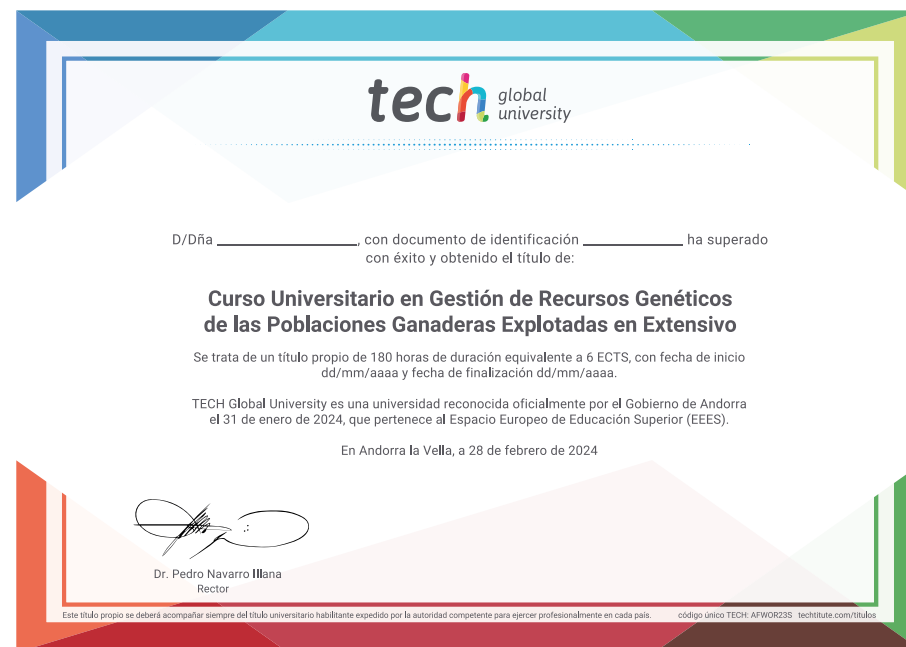 tech global university
D/Dña ____________________, con documento de identificación ______________ ha superado
con éxito y obtenido el título de:
Curso Universitario en Gestión de Recursos Genéticos
de las Poblaciones Ganaderas Explotadas en Extensivo
Se trata de un título propio de 180 horas de duración equivalente a 6 ECTS, con fecha de inicio
dd/mm/aaaa y fecha de finalización dd/mm/aaaa.
TECH Global University es una universidad reconocida oficialmente por el Gobierno de Andorra
el 31 de enero de 2024, que pertenece al Espacio Europeo de Educación Superior (EEES).
En Andorra la Vella, a 28 de febrero de 2024
Dr. Pedro Navarro Illana
Rector
Este título propio se deberá acompañar siempre del título universitario habilitante expedido por la autoridad competente para ejercer profesionalmente en cada país. código único TECH: AFWOR23S techtitute.com/titulos